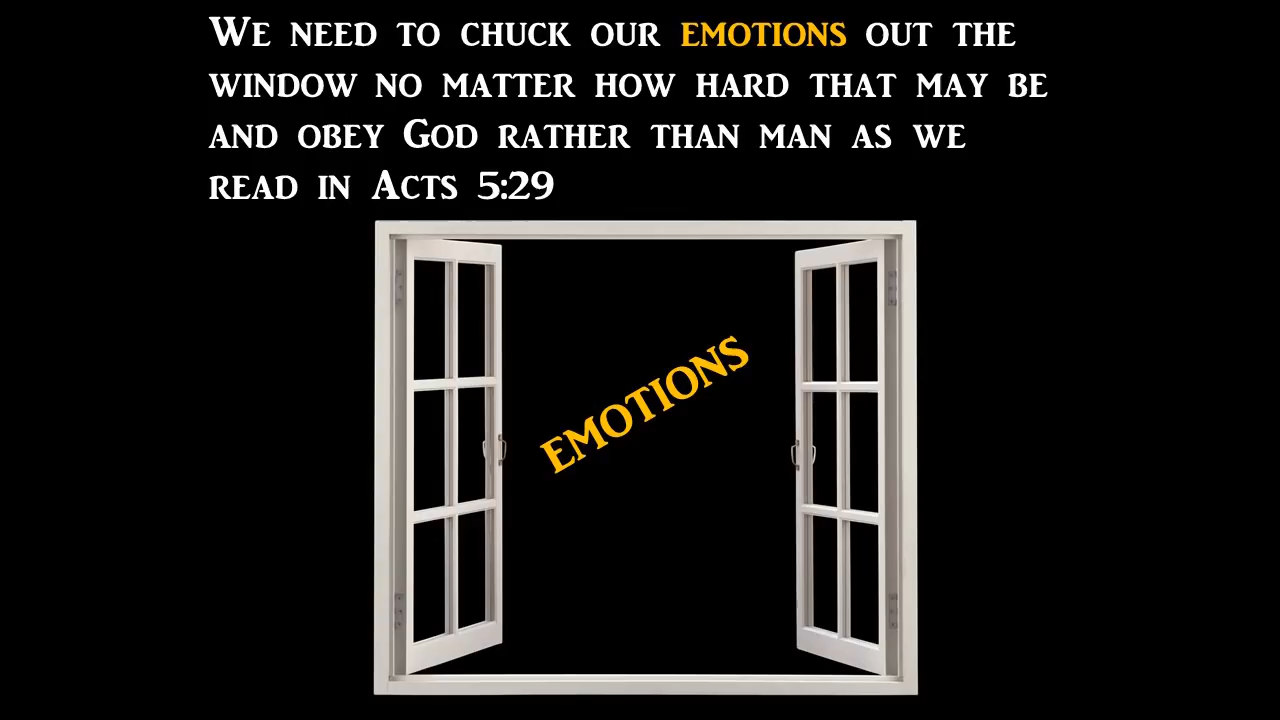 We need to chuck our emotions out the
window no matter how hard that may be
and obey God rather than man as we
read in Acts 5:29
EMOTIONS